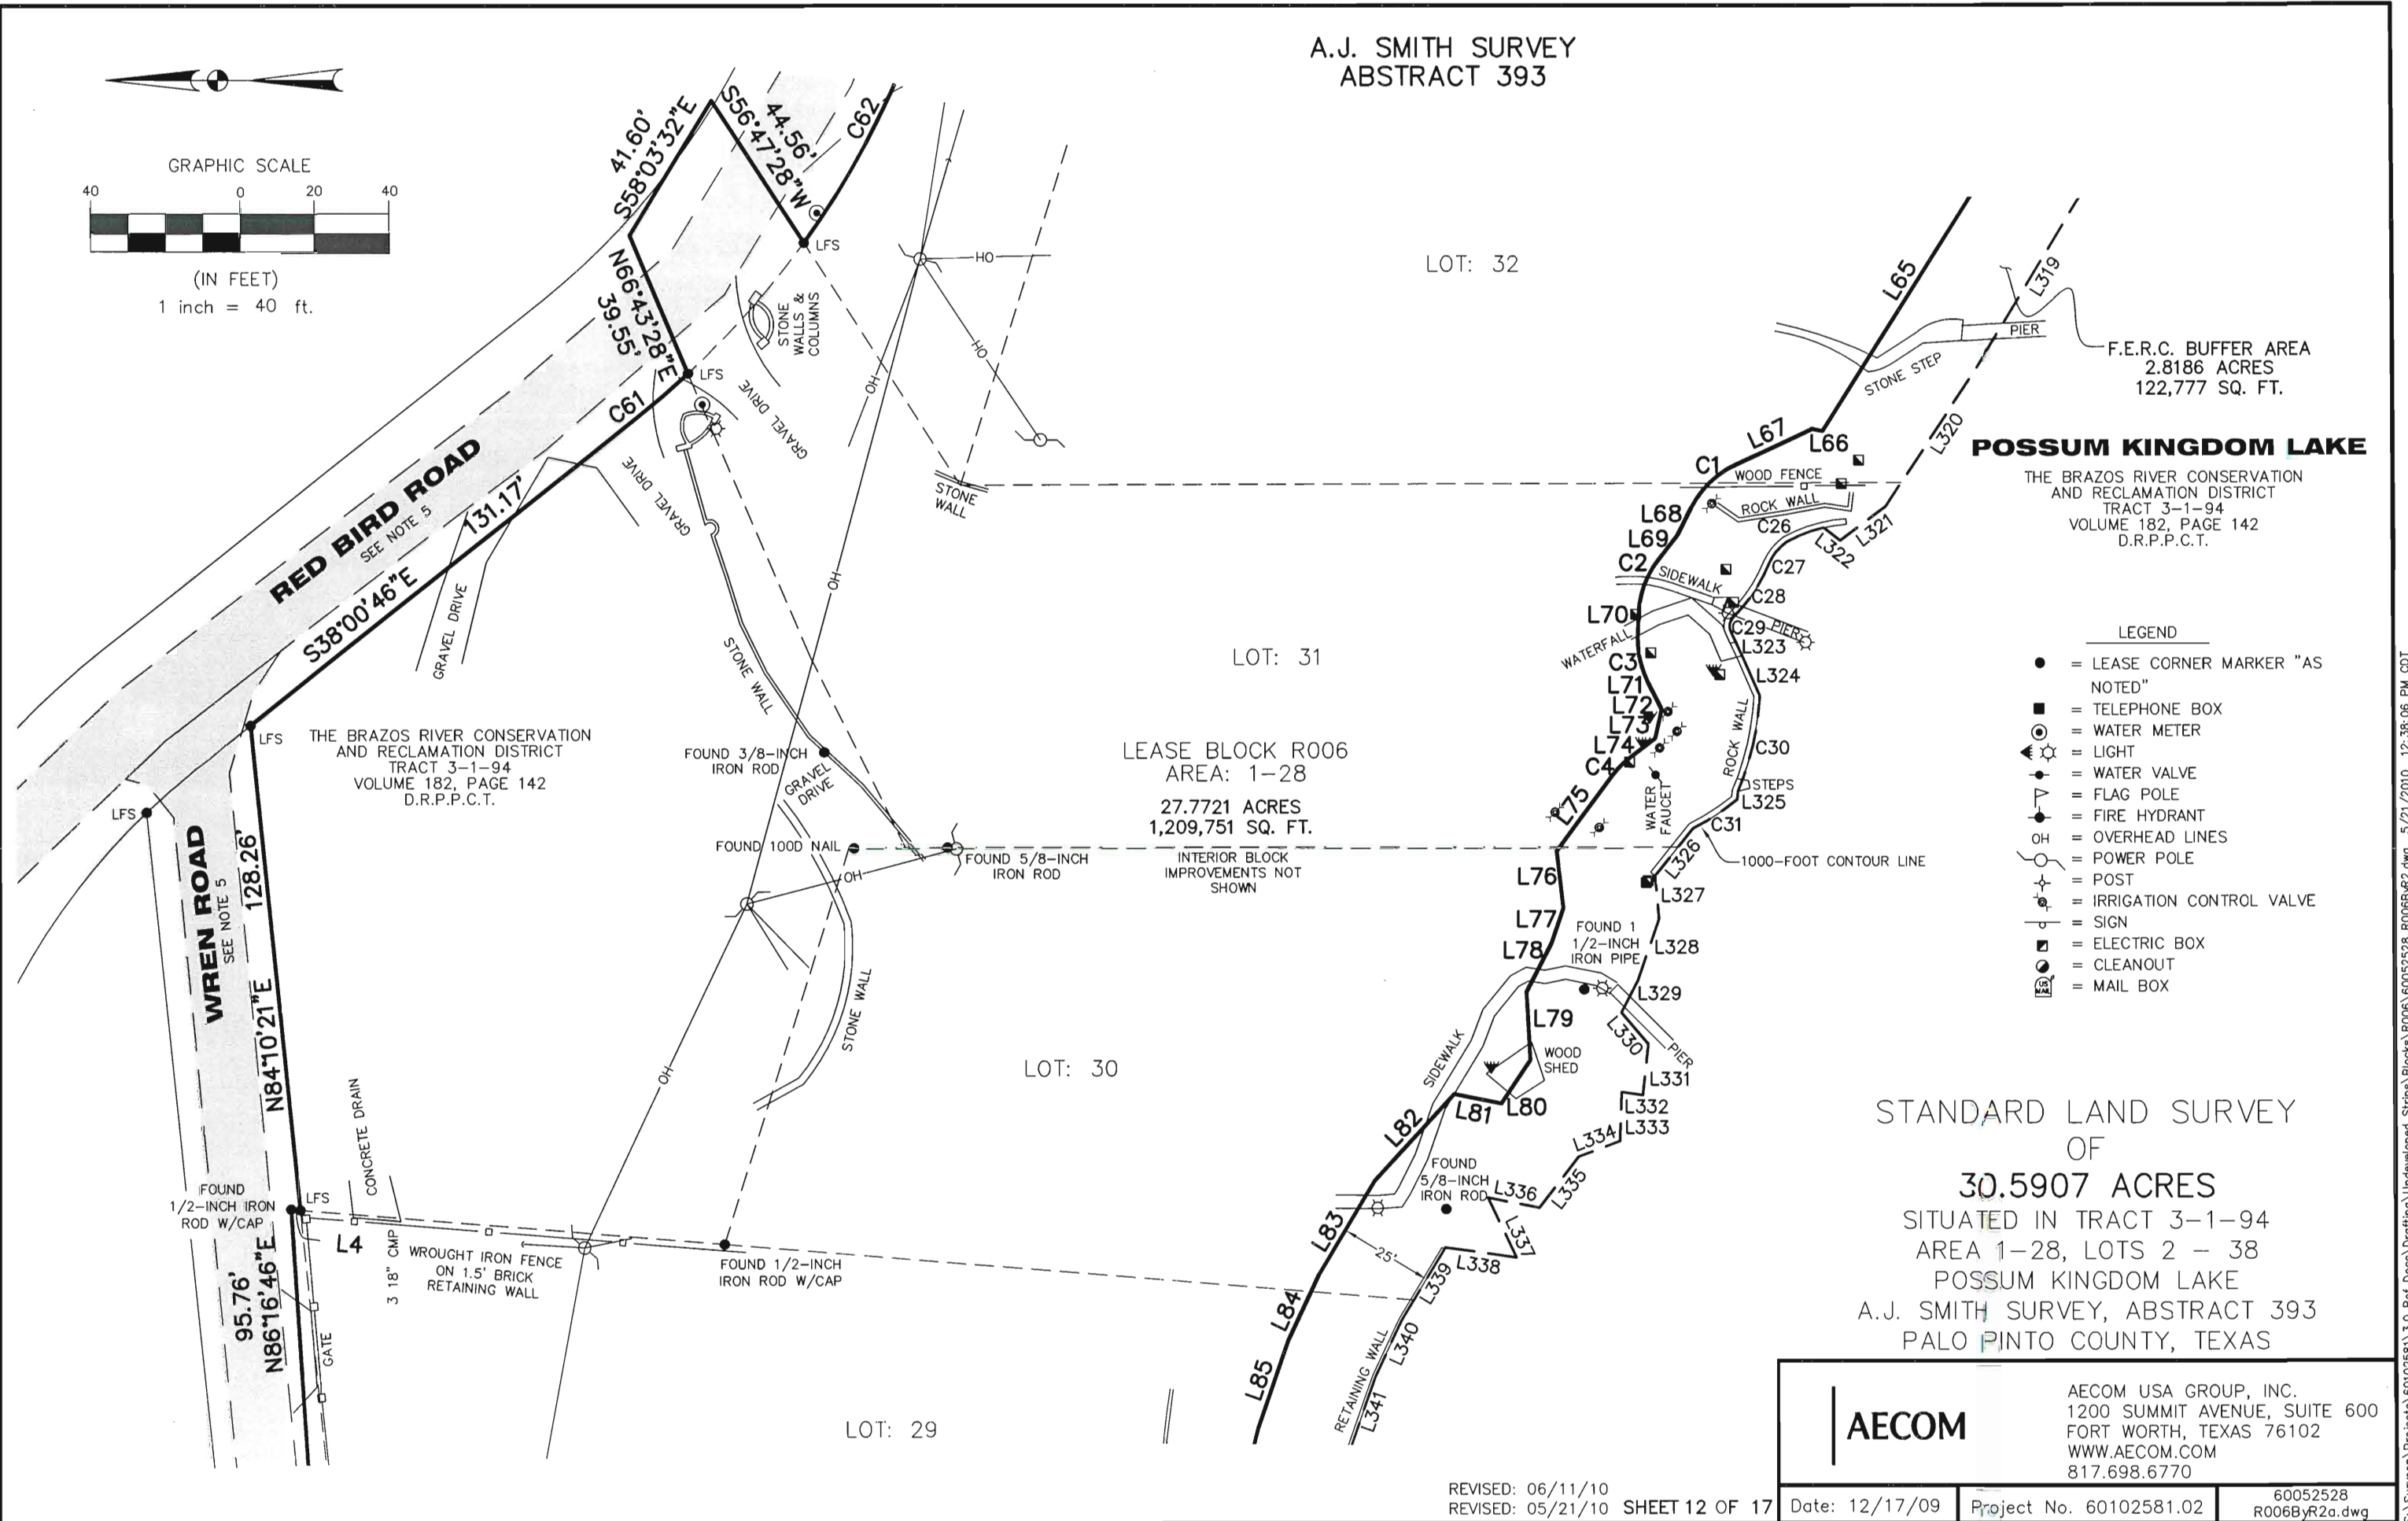 A.J. SMITH SURVEY
ABSTRACT 393
GRAPHIC SCALE
40 0 20 40
(IN FEET)
1 inch = 40 ft.
41.60'
S58°03'32"E
44.56'
S56°47'28"W
C62
LFS
N66°43'28"E
39.55'
LFS
C61
STONE
WALLS &
COLUMNS
GRAVEL DRIVE
GRAVEL DRIVE
RED BIRD ROAD
SEE NOTE 5
131.17'
S38°00'46"E
GRAVEL DRIVE
HO
HO
OH
OH
STONE
WALL
STONE WALL
LOT: 32
L65
L319
PIER
STONE STEP
F.E.R.C. BUFFER AREA
2.8186 ACRES
122,777 SQ. FT.
L320
L67
L66
C1
WOOD FENCE
ROCK WALL
L68
L69
C2
C26
L321
L322
C27
SIDEWALK
C28
L70
C29
PIER
WATERFALL
L323
C3
L71
L324
L72
L73
L74
C4
ROCK WALL
C30
STEPS
L325
L75
WATER
FAUCET
C31
L326
1000-FOOT CONTOUR LINE
POSSUM KINGDOM LAKE
THE BRAZOS RIVER CONSERVATION
AND RECLAMATION DISTRICT
TRACT 3-1-94
VOLUME 182, PAGE 142
D.R.P.P.C.T.
LEGEND
= LEASE CORNER MARKER "AS
NOTED"
= TELEPHONE BOX
= WATER METER
= LIGHT
= WATER VALVE
= FLAG POLE
= FIRE HYDRANT
OH = OVERHEAD LINES
= POWER POLE
= POST
= IRRIGATION CONTROL VALVE
= SIGN
= ELECTRIC BOX
= CLEANOUT
US MAIL = MAIL BOX
LFS
LFS
THE BRAZOS RIVER CONSERVATION
AND RECLAMATION DISTRICT
TRACT 3-1-94
VOLUME 182, PAGE 142
D.R.P.P.C.T.
LOT: 31
FOUND 3/8-INCH
IRON ROD
GRAVEL
DRIVE
LEASE BLOCK R006
AREA: 1-28
27.7721 ACRES
1,209,751 SQ. FT.
INTERIOR BLOCK
IMPROVEMENTS NOT
SHOWN
FOUND 100D NAIL
FOUND 5/8-INCH
IRON ROD
OH
STONE WALL
OH
WREN ROAD
SEE NOTE 5
128.26'
N84°10'21"E
L76
L77
L78
L327
L328
FOUND 1
1/2-INCH
IRON PIPE
L329
L79
L330
PIER
SIDEWALK
WOOD
SHED
L331
L80
L81
L82
L332
L333
L334
L335
L336
FOUND
5/8-INCH
IRON ROD
L337
L338
L83
25'
L339
L84
L340
L85
RETAINING WALL
L341
LOT: 30
CONCRETE DRAIN
FOUND
1/2-INCH IRON
ROD W/CAP
LFS
L4
3 18" CMP
WROUGHT IRON FENCE
ON 1.5' BRICK
RETAINING WALL
FOUND 1/2-INCH
IRON ROD W/CAP
95.76'
N86°16'46"E
GATE
LOT: 29
STANDARD LAND SURVEY
OF
30.5907 ACRES
SITUATED IN TRACT 3-1-94
AREA 1-28, LOTS 2 - 38
POSSUM KINGDOM LAKE
A.J. SMITH SURVEY, ABSTRACT 393
PALO PINTO COUNTY, TEXAS
AECOM
AECOM USA GROUP, INC.
1200 SUMMIT AVENUE, SUITE 600
FORT WORTH, TEXAS 76102
WWW.AECOM.COM
817.698.6770
REVISED: 06/11/10
REVISED: 05/21/10 SHEET 12 OF 17
Date: 12/17/09
Project No. 60102581.02
60052528
R006ByR2a.dwg
5/21/2010 12:38:06 PM CDT